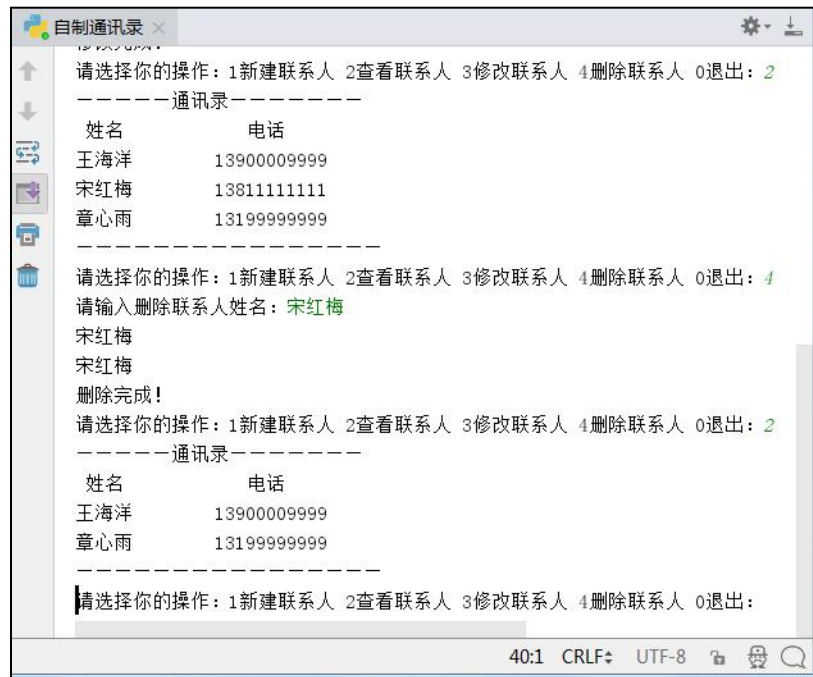 自制通讯录
请选择你的操作：1新建联系人 2查看联系人 3修改联系人 4删除联系人 0退出：2
－－－－－通讯录－－－－－－－
姓名 电话
王海洋 13900009999
宋红梅 13811111111
章心雨 13199999999
－－－－－－－－－－－－－－－－
请选择你的操作：1新建联系人 2查看联系人 3修改联系人 4删除联系人 0退出：4
请输入删除联系人姓名：宋红梅
宋红梅
宋红梅
删除完成！
请选择你的操作：1新建联系人 2查看联系人 3修改联系人 4删除联系人 0退出：2
－－－－－通讯录－－－－－－－
姓名 电话
王海洋 13900009999
章心雨 13199999999
－－－－－－－－－－－－－－－－
请选择你的操作：1新建联系人 2查看联系人 3修改联系人 4删除联系人 0退出：
40:1 CRLF UTF-8